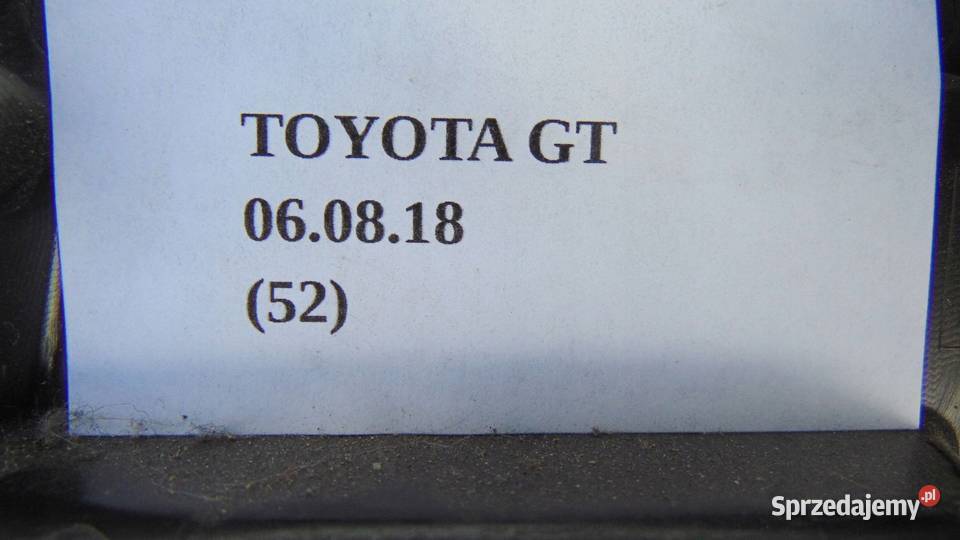 TOYOTA GT
06.08.18
(52)
Sprzedajemy.pl